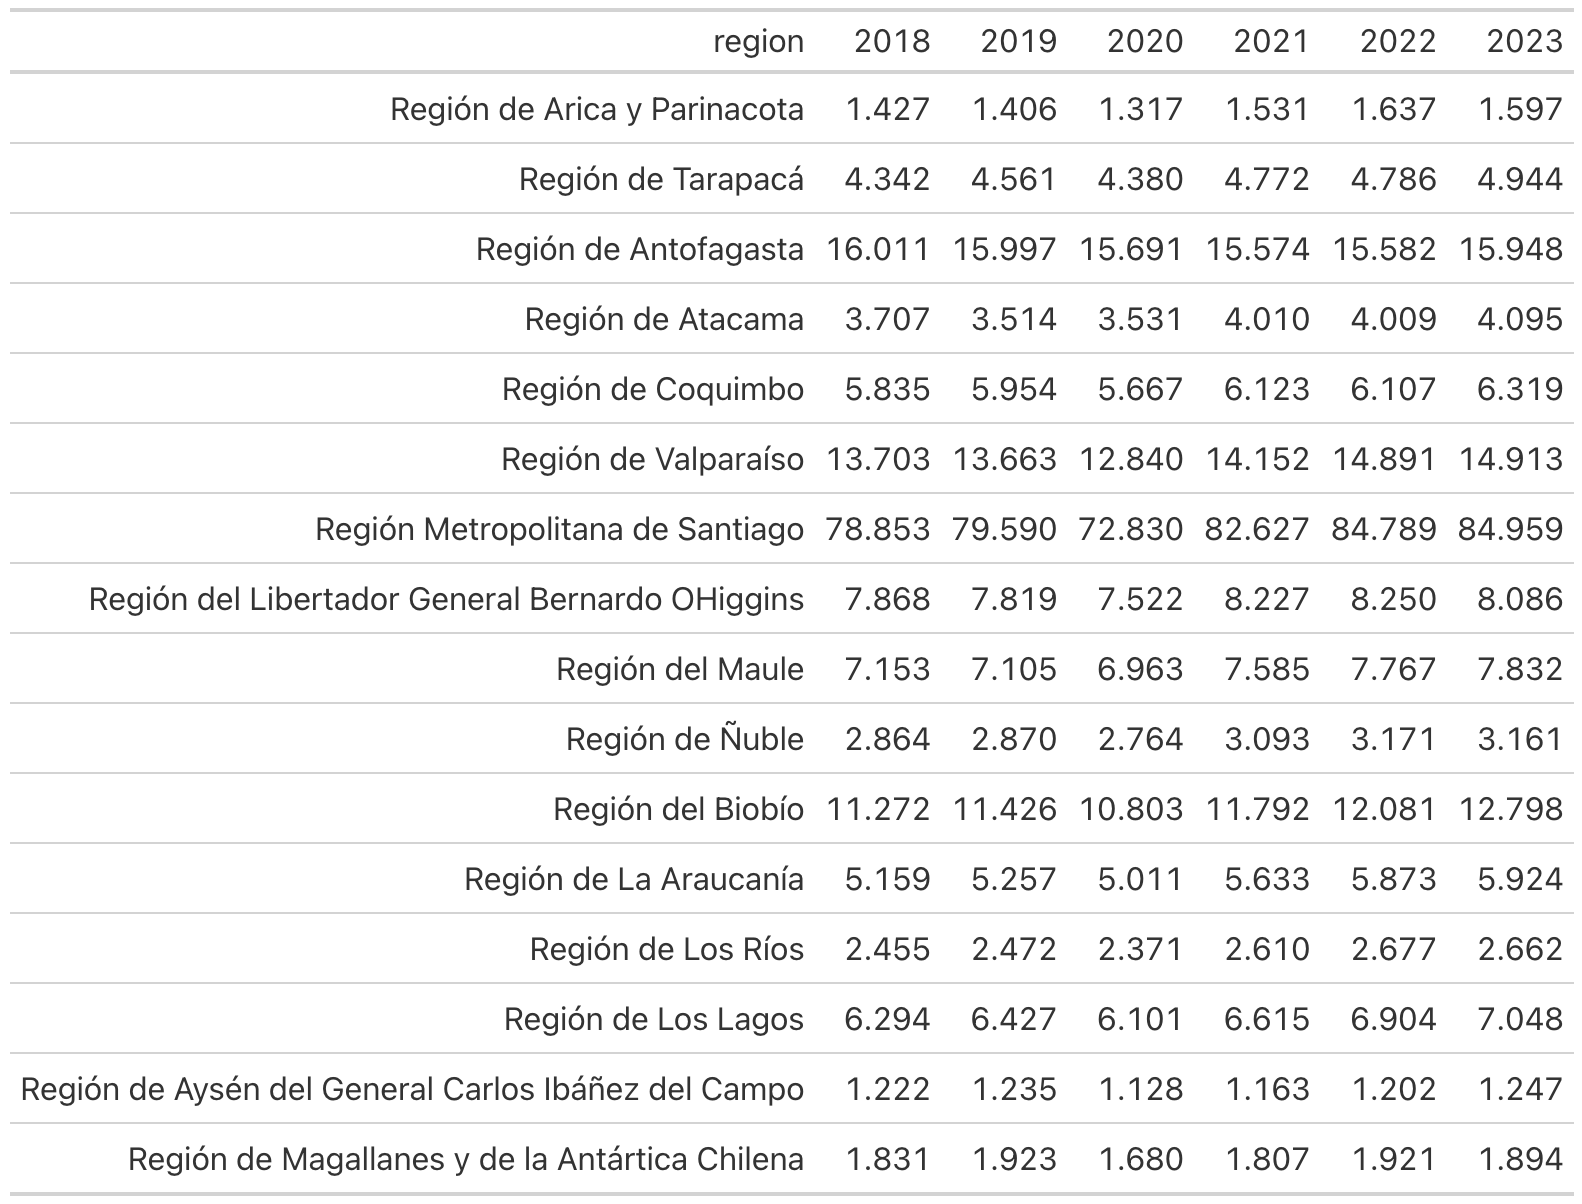 region 2018 2019 2020 2021 2022 2023
Región de Arica y Parinacota 1.427 1.406 1.317 1.531 1.637 1.597
Región de Tarapacá 4.342 4.561 4.380 4.772 4.786 4.944
Región de Antofagasta 16.011 15.997 15.691 15.574 15.582 15.948
Región de Atacama 3.707 3.514 3.531 4.010 4.009 4.095
Región de Coquimbo 5.835 5.954 5.667 6.123 6.107 6.319
Región de Valparaíso 13.703 13.663 12.840 14.152 14.891 14.913
Región Metropolitana de Santiago 78.853 79.590 72.830 82.627 84.789 84.959
Región del Libertador General Bernardo OHiggins 7.868 7.819 7.522 8.227 8.250 8.086
Región del Maule 7.153 7.105 6.963 7.585 7.767 7.832
Región de Ñuble 2.864 2.870 2.764 3.093 3.171 3.161
Región del Biobío 11.272 11.426 10.803 11.792 12.081 12.798
Región de La Araucanía 5.159 5.257 5.011 5.633 5.873 5.924
Región de Los Ríos 2.455 2.472 2.371 2.610 2.677 2.662
Región de Los Lagos 6.294 6.427 6.101 6.615 6.904 7.048
Región de Aysén del General Carlos Ibáñez del Campo 1.222 1.235 1.128 1.163 1.202 1.247
Región de Magallanes y de la Antártica Chilena 1.831 1.923 1.680 1.807 1.921 1.894